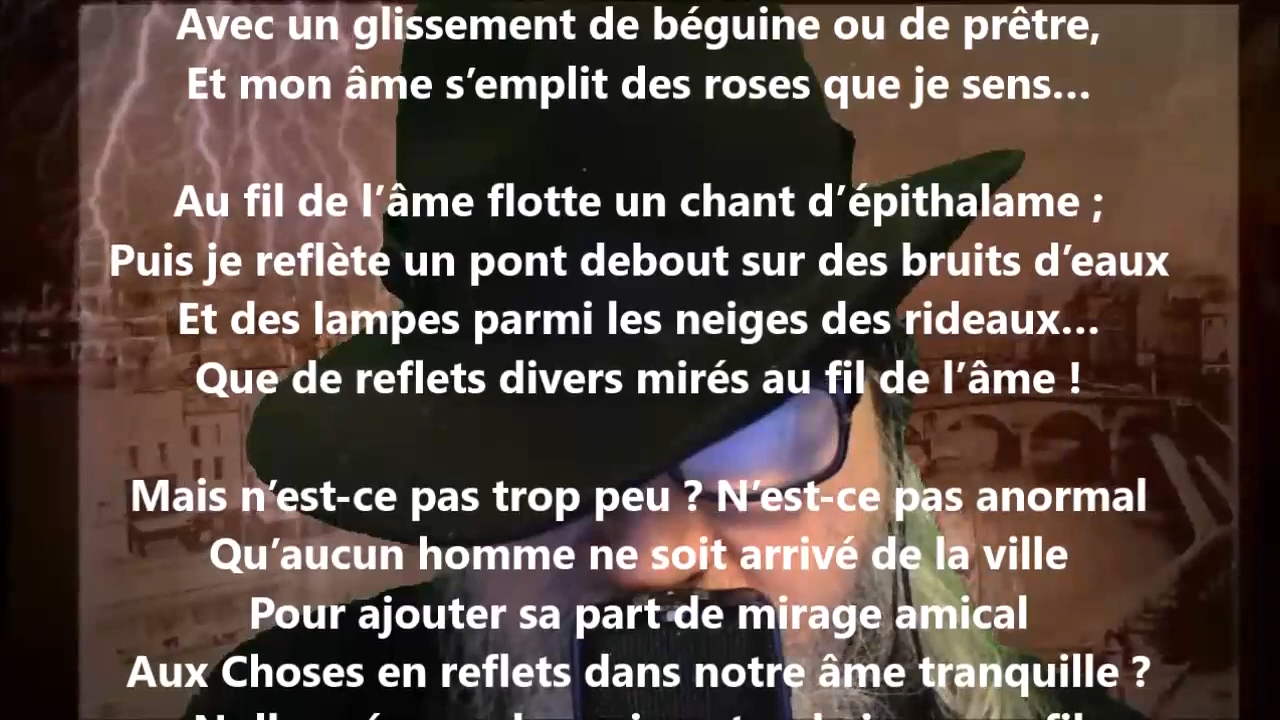 Avec un glissement de béguine ou de prêtre,
Et mon âme s’emplit des roses que je sens…
Au fil de l’âme flotte un chant d’épithalame ;
Puis je reflète un pont debout sur des bruits d’eaux
Et des lampes parmi les neiges des rideaux…
Que de reflets divers mirés au fil de l’âme !
Mais n’est-ce pas trop peu ? N’est-ce pas anormal
Qu’aucun homme ne soit arrivé de la ville
Pour ajouter sa part de mirage amical
Aux Choses en reflets dans notre âme tranquille ?